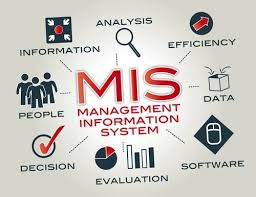 ANALYSIS
INFORMATION
EFFICIENCY
MIS
MANAGEMENT
INFORMATION
SYSTEM
PEOPLE
DATA
DECISION
EVALUATION
SOFTWARE